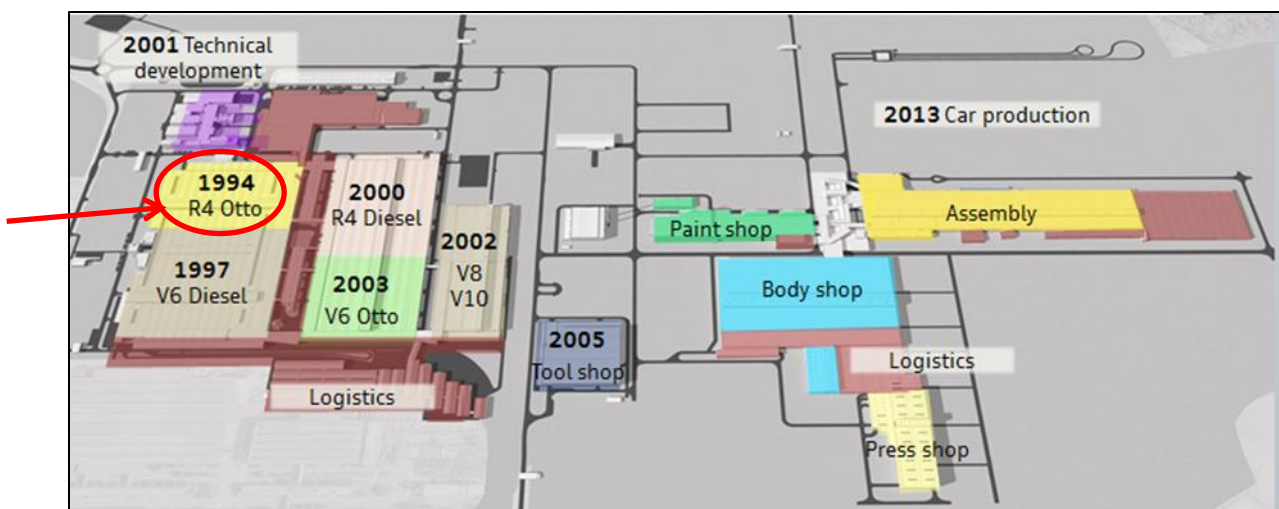 2001 Technical
development
2013 Car production
1994
R4 Otto
2000
R4 Diesel
Assembly
Paint shop
2002
V8
V10
1997
V6 Diesel
2003
V6 Otto
Body shop
2005
Tool shop
Logistics
Logistics
Press shop